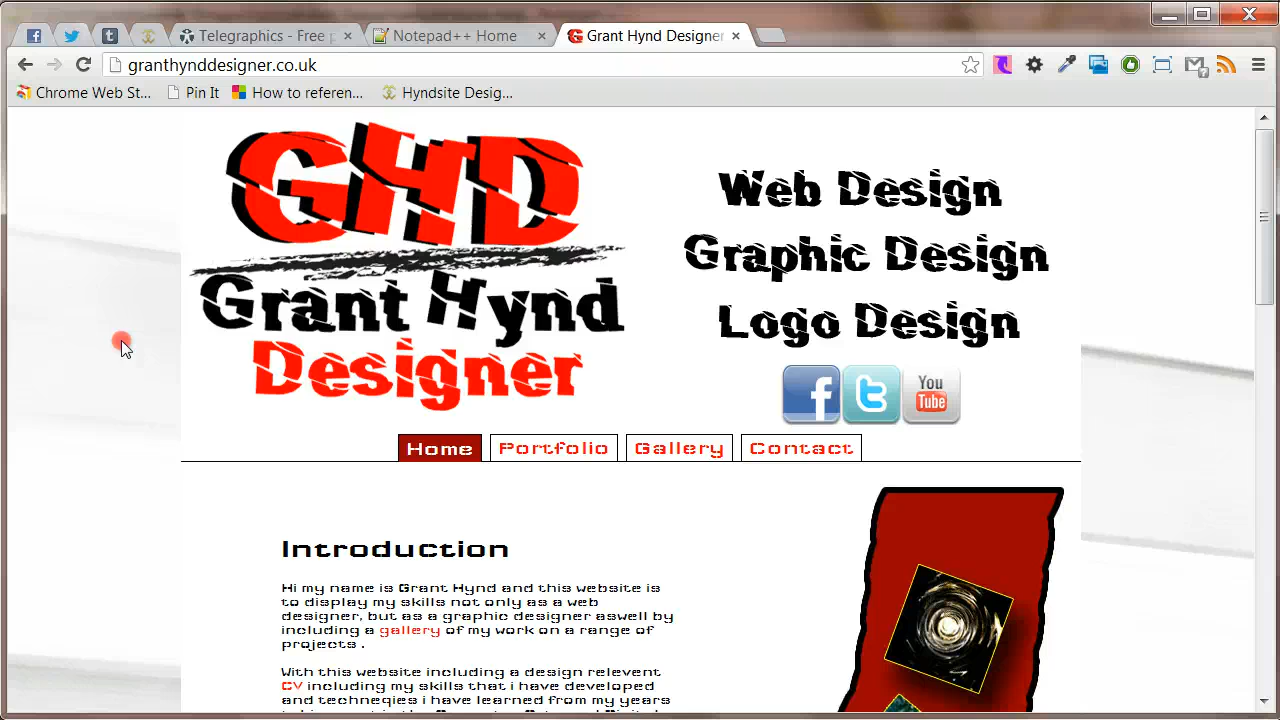 Telegraphics - Free p
Notepad++ Home
Grant Hynd Designer
granthynddesigner.co.uk
Chrome Web St...
Pin It
How to referen...
Hyndsite Desig...
GHD
Grant Hynd
Designer
Web Design
Graphic Design
Logo Design
You
Tube
Home
Portfolio
Gallery
Contact
Introduction
Hi my name is Grant Hynd and this website is
to display my skills not only as a web
designer, but as a graphic designer aswell by
including a gallery of my work on a range of
projects .
With this website including a design relevent
CV including my skills that i have developed
and techneqies i have learned from my years